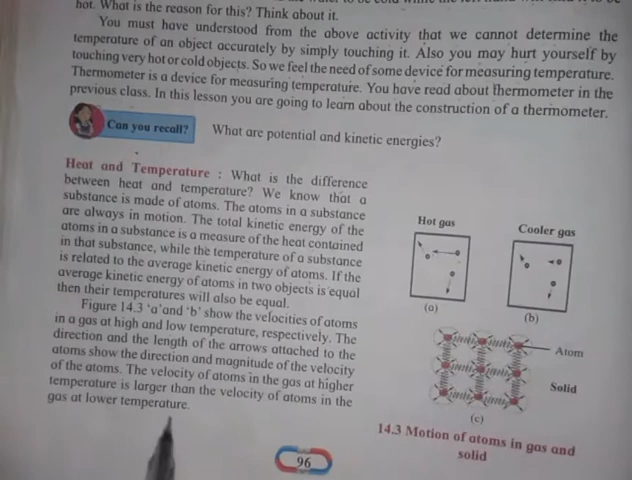 hot. What is the reason for this? Think about it.
You must have understood from the above activity that we cannot determine the
temperature of an object accurately by simply touching it. Also you may hurt yourself by
touching very hot or cold objects. So we feel the need of some device for measuring temperature.
Thermometer is a device for measuring temperature. You have read about thermometer in the
previous class. In this lesson you are going to learn about the construction of a thermometer.
Can you recall? What are potential and kinetic energies?
Heat and Temperature : What is the difference
between heat and temperature? We know that a
substance is made of atoms. The atoms in a substance
are always in motion. The total kinetic energy of the
atoms in a substance is a measure of the heat contained
in that substance, while the temperature of a substance
is related to the average kinetic energy of atoms. If the
average kinetic energy of atoms in two objects is equal
then their temperatures will also be equal.
Figure 14.3 'a' and 'b' show the velocities of atoms
in a gas at high and low temperature, respectively. The
direction and the length of the arrows attached to the
atoms show the direction and magnitude of the velocity
of the atoms. The velocity of atoms in the gas at higher
temperature is larger than the velocity of atoms in the
gas at lower temperature.
Hot gas
Cooler gas
(a)
(b)
Atom
Solid
(c)
14.3 Motion of atoms in gas and
solid
96